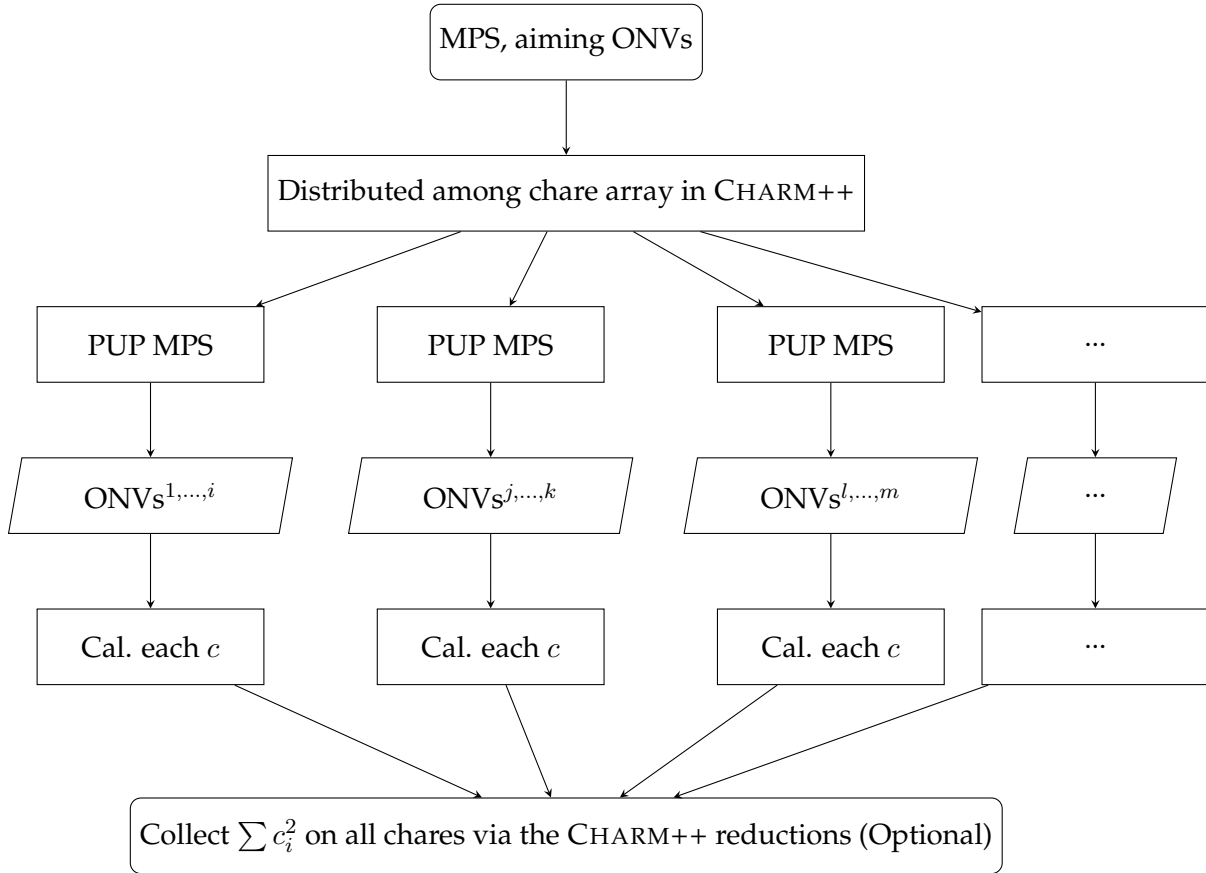 MPS, aiming ONVs
Distributed among chare array in CHARM++
PUP MPS
PUP MPS
PUP MPS
...
ONVs^{1,...,i}
ONVs^{j,...,k}
ONVs^{l,...,m}
...
Cal. each c
Cal. each c
Cal. each c
...
Collect ∑ c_i^2 on all chares via the CHARM++ reductions (Optional)